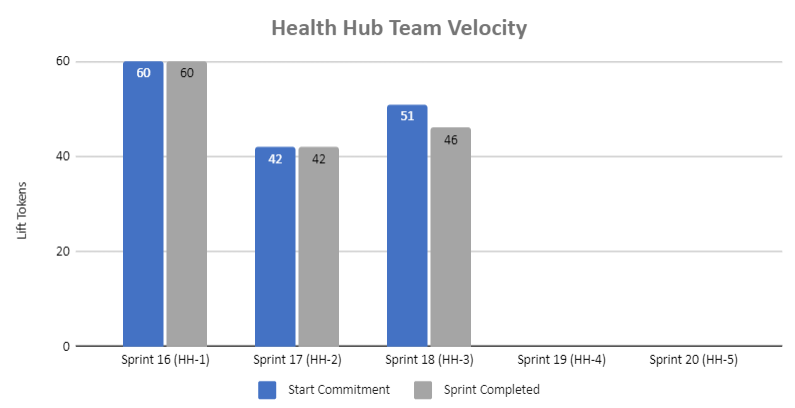 Health Hub Team Velocity
Lift Tokens
60
40
20
0
60
60
42
42
51
46
Sprint 16 (HH-1)
Sprint 17 (HH-2)
Sprint 18 (HH-3)
Sprint 19 (HH-4)
Sprint 20 (HH-5)
Start Commitment
Sprint Completed